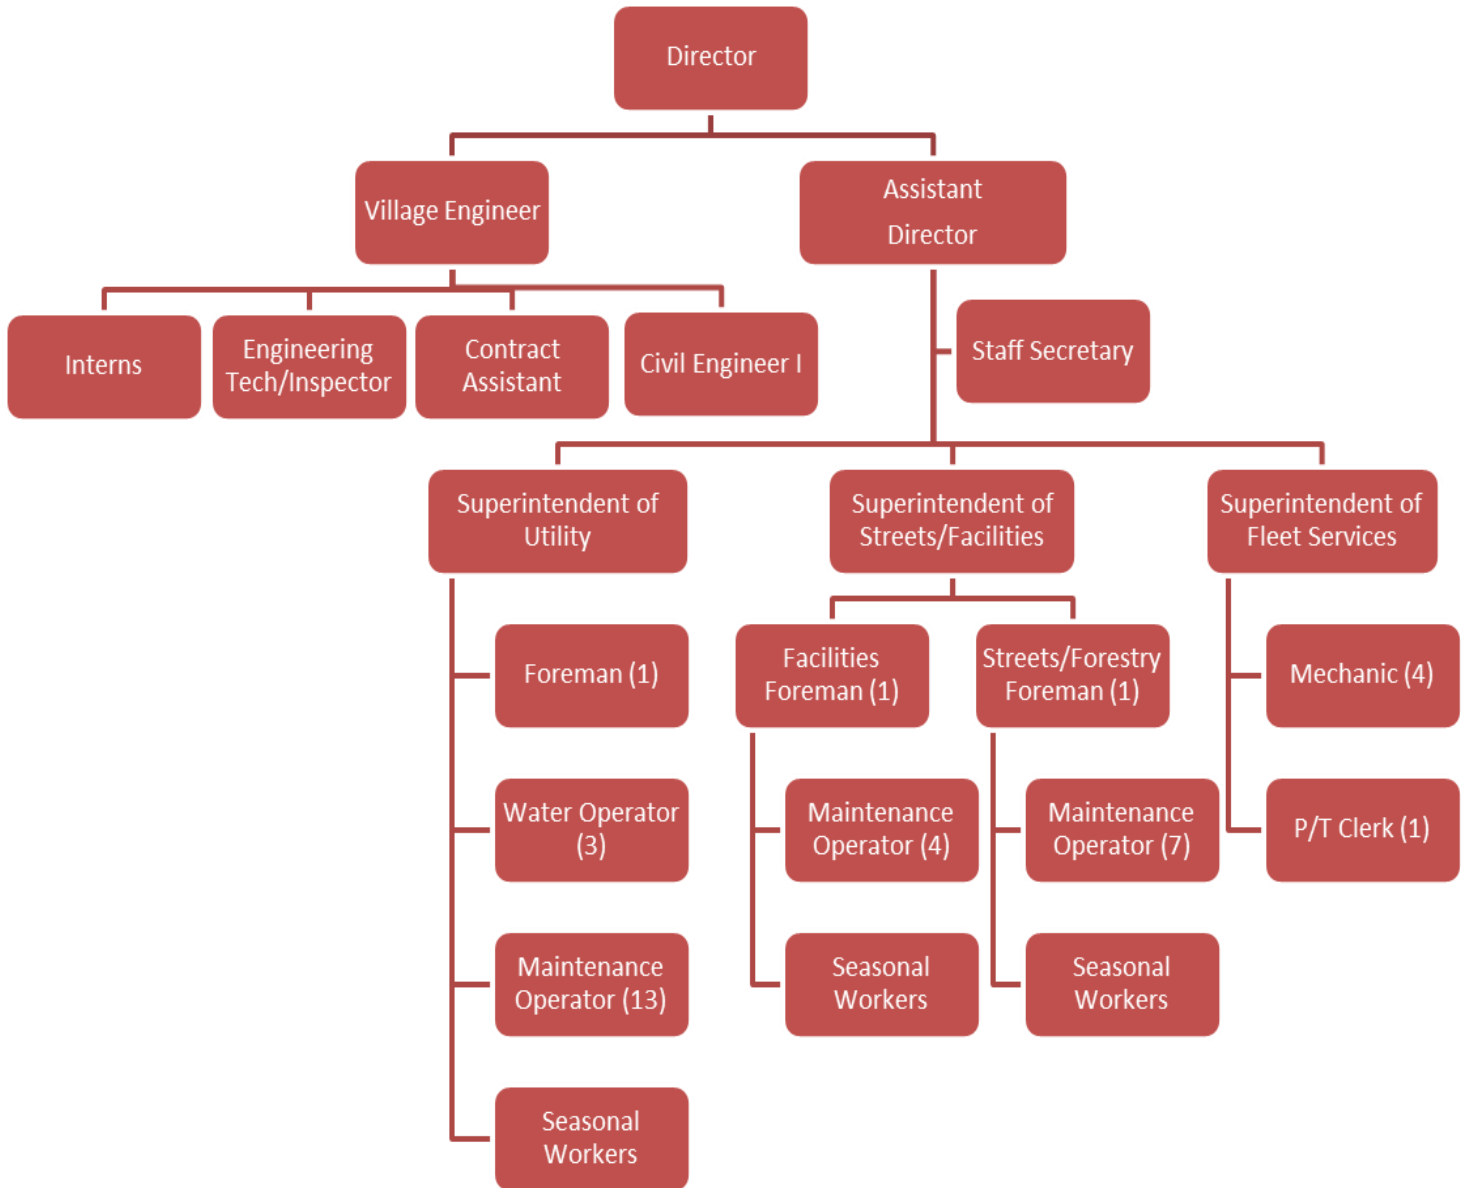 Director
Village Engineer
Assistant
Director
Interns
Engineering
Tech/Inspector
Contract
Assistant
Civil Engineer I
Staff Secretary
Superintendent of
Utility
Superintendent of
Streets/Facilities
Superintendent of
Fleet Services
Foreman (1)
Facilities
Foreman (1)
Streets/Forestry
Foreman (1)
Mechanic (4)
Water Operator
(3)
Maintenance
Operator (4)
Maintenance
Operator (7)
P/T Clerk (1)
Maintenance
Operator (13)
Seasonal
Workers
Seasonal
Workers
Seasonal
Workers